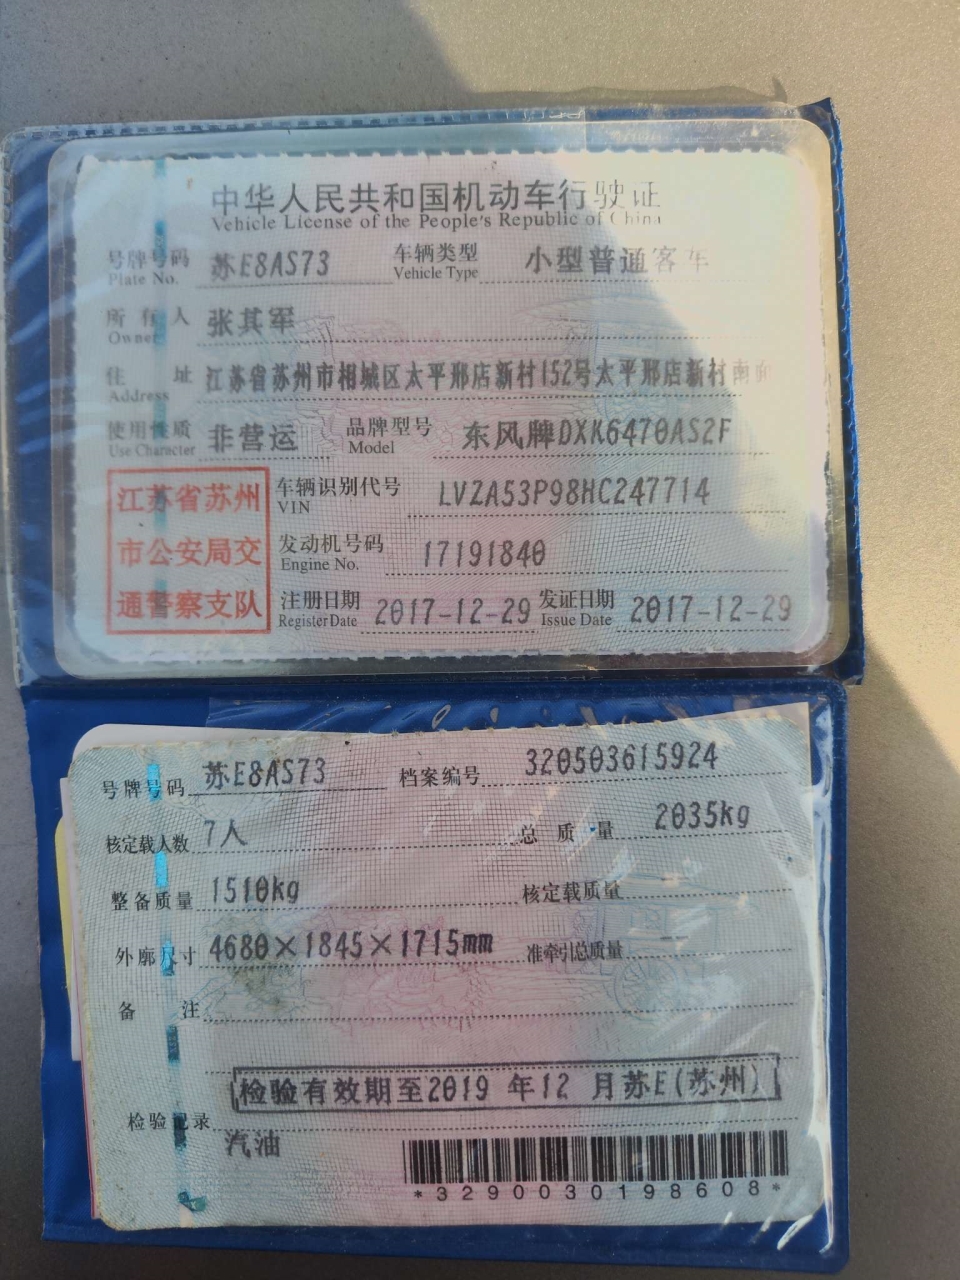 中华人民共和国机动车行驶证
Vehicle License of the People's Republic of China
号牌号码 苏E8AS73 车辆类型 小型普通客车
Plate No. Vehicle Type
所有人 张其军
Owner
住址 江苏省苏州市相城区太平邢店新村152号太平邢店新村南
Address
使用性质 非营运 品牌型号 东风牌DXK6470AS2F
Use Character Model
江苏省苏州 车辆识别代号 LVZA53P98HC247714
VIN
市公安局交 发动机号码 17191840
Engine No.
通警察支队 注册日期 2017-12-29 发证日期 2017-12-29
Register Date Issue Date
号牌号码 苏E8AS73 档案编号 320503615924
核定载人数 7人 总质量 2035kg
整备质量 1510kg 核定载质量
外廓尺寸 4680×1845×1715mm 准牵引总质量
备注
检验有效期至2019年12月苏E(苏州)
检验记录
汽油
*3290030198608*